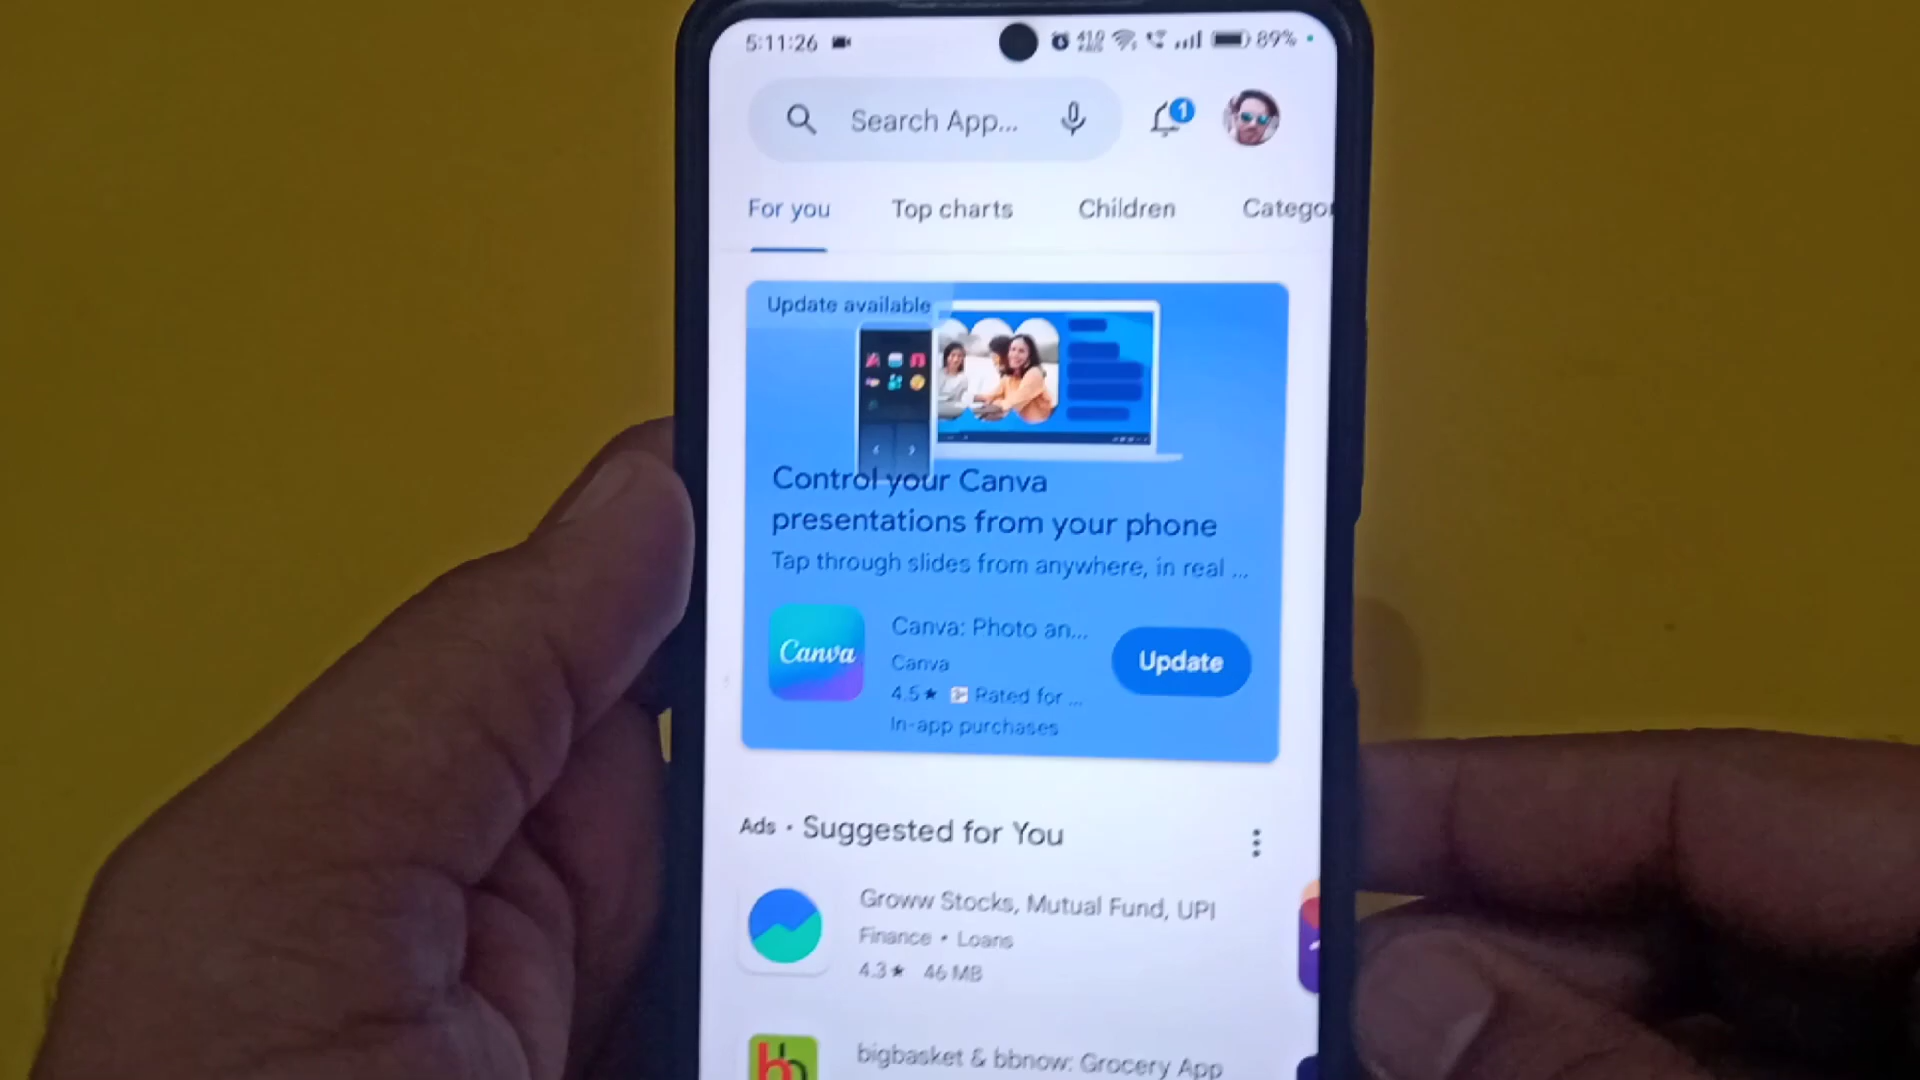 5:11:26
89%
Search App...
1
For you
Top charts
Children
Categor
Update available
Control your Canva
presentations from your phone
Tap through slides from anywhere, in real ...
Canva
Canva: Photo an...
Canva
4.5★ Rated for ...
In-app purchases
Update
Ads · Suggested for You
Groww Stocks, Mutual Fund, UPI
Finance • Loans
4.3★ 46 MB
bb
bigbasket & bbnow: Grocery App